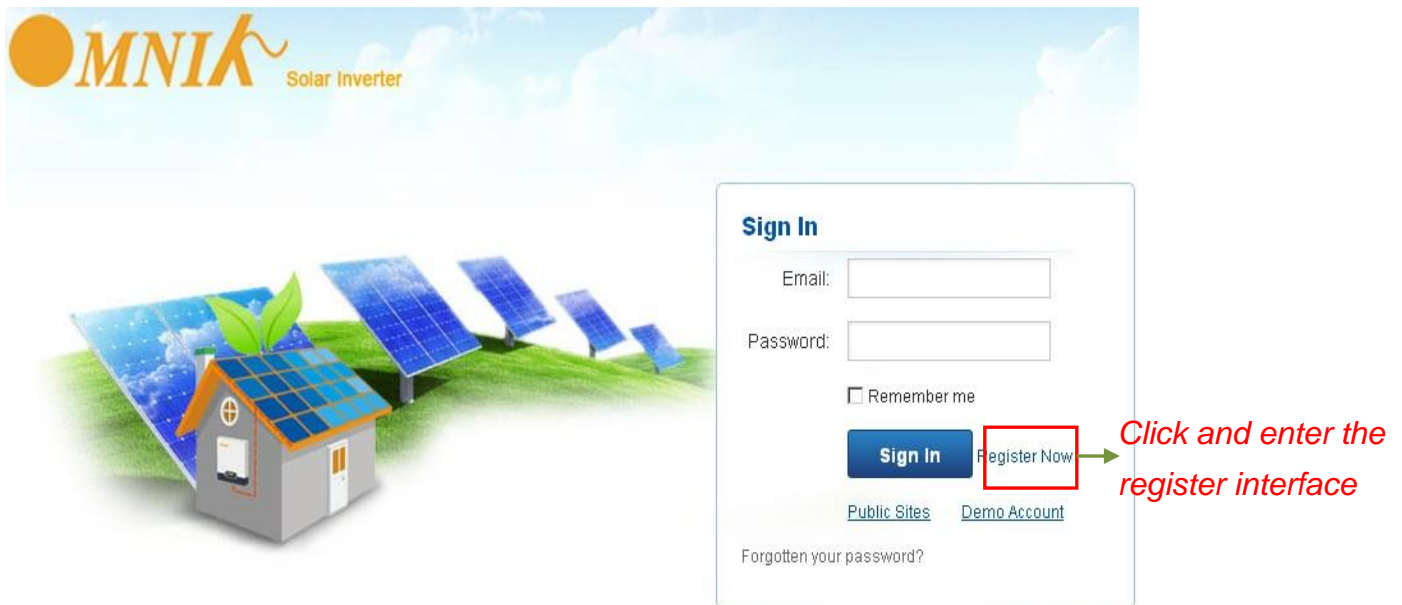 OMNIK Solar Inverter
Sign In
Email:
Password:
Remember me
Sign In Register Now
Click and enter the
register interface
Public Sites Demo Account
Forgotten your password?